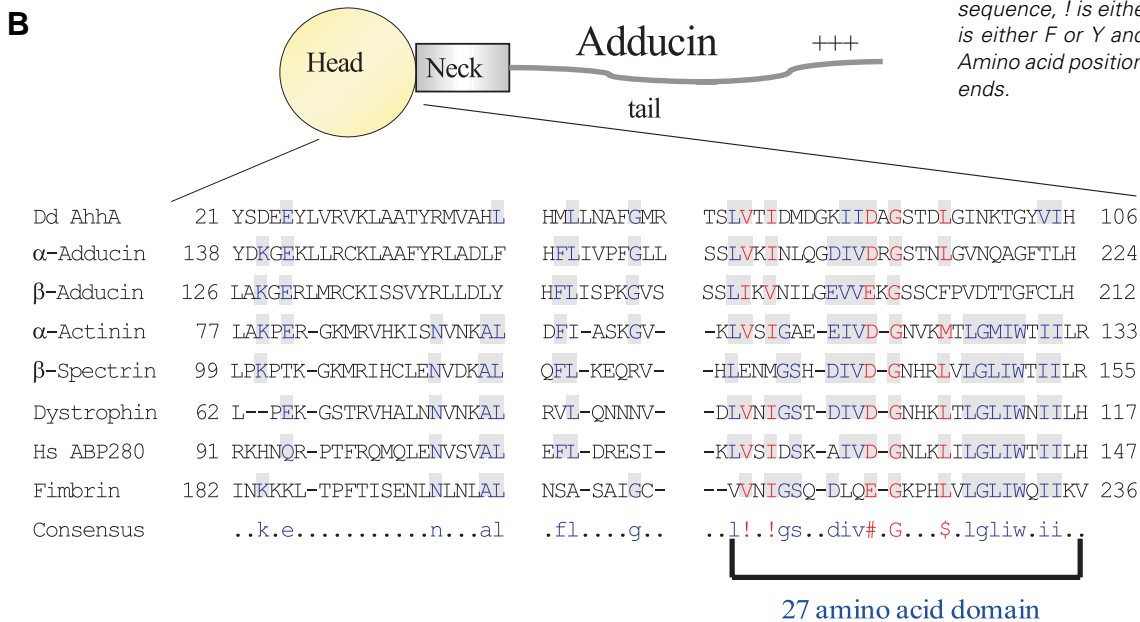 B
sequence, ! is eithe
is either F or Y and
Amino acid position
ends.
Head
Neck
Adducin
+++
tail
Dd AhhA 21 YSDEEYLVRVKLAATYRMVAHL HMLLNAFGMR TSLVTIDMDGKIIDAGSTDLGINKTGYVIH 106
α-Adducin 138 YDKGEKLLRCKLAAFYRLADLF HFLIVPFGLL SSLVKINLQGDIVDRGSTNLGVNQAGFTLH 224
β-Adducin 126 LAKGERLMRCKISSVYRLLDLY HFLISPKGVS SSLIKVNILGEVVEKGSSCFPVDTTGFCLH 212
α-Actinin 77 LAKPER-GKMRVHKISNVNKAL DFI-ASKGV- -KLVSIGAE-EIVD-GNVKMTLGMIWTIILR 133
β-Spectrin 99 LPKPTK-GKMRIHCLENVDKAL QFL-KEQRV- -HLENMGSH-DIVD-GNHRLVLGLIWTIILR 155
Dystrophin 62 L--PEK-GSTRVHALNNVNKAL RVL-QNNNV- -DLVNIGST-DIVD-GNHKLTLGLIWNIILH 117
Hs ABP280 91 RKHNQR-PTFRQMQLENVSVAL EFL-DRESI- -KLVSIDSK-AIVD-GNLKLILGLIWTIILH 147
Fimbrin 182 INKKKL-TPFTISENLNLNLAL NSA-SAIGC- --VVNIGSQ-DLQE-GKPHLVLGLIWQIIKV 236
Consensus ..k.e...........n...al .fl....g.. ..l!.!gs..div#.G...$.lgliw.ii..
27 amino acid domain